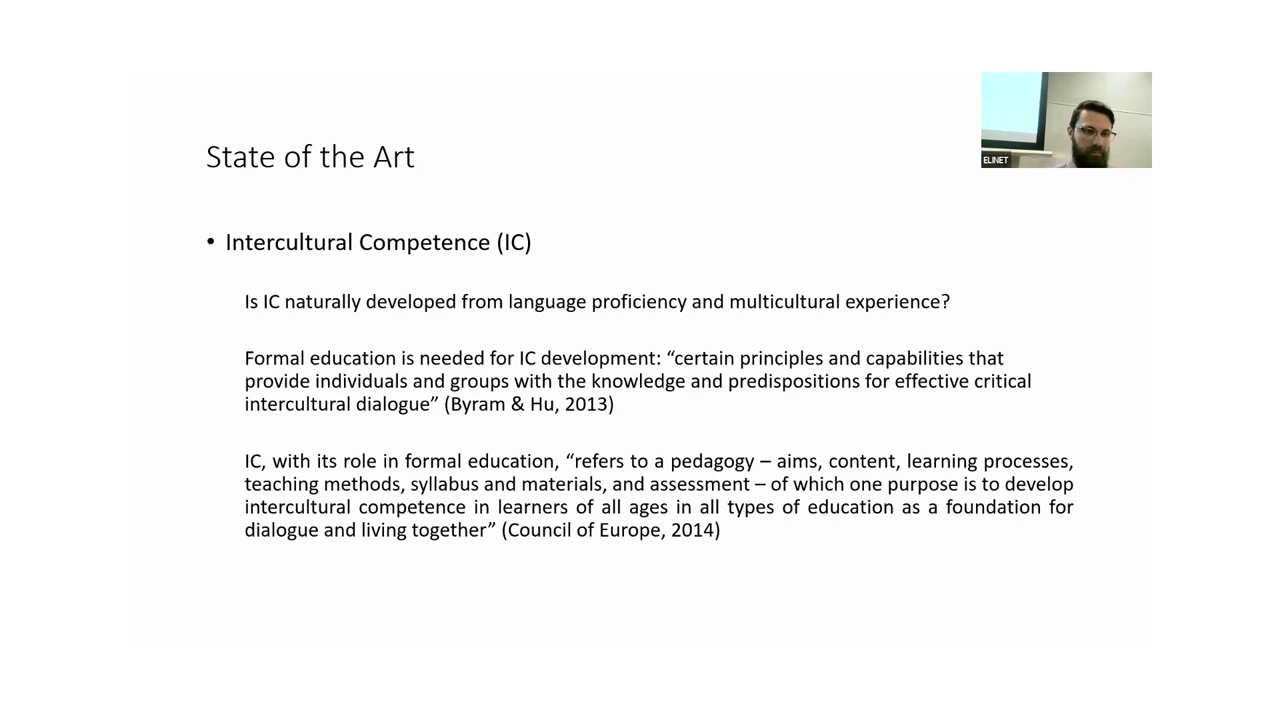 State of the Art
ELINET
• Intercultural Competence (IC)
Is IC naturally developed from language proficiency and multicultural experience?
Formal education is needed for IC development: “certain principles and capabilities that
provide individuals and groups with the knowledge and predispositions for effective critical
intercultural dialogue” (Byram & Hu, 2013)
IC, with its role in formal education, “refers to a pedagogy – aims, content, learning processes,
teaching methods, syllabus and materials, and assessment – of which one purpose is to develop
intercultural competence in learners of all ages in all types of education as a foundation for
dialogue and living together” (Council of Europe, 2014)